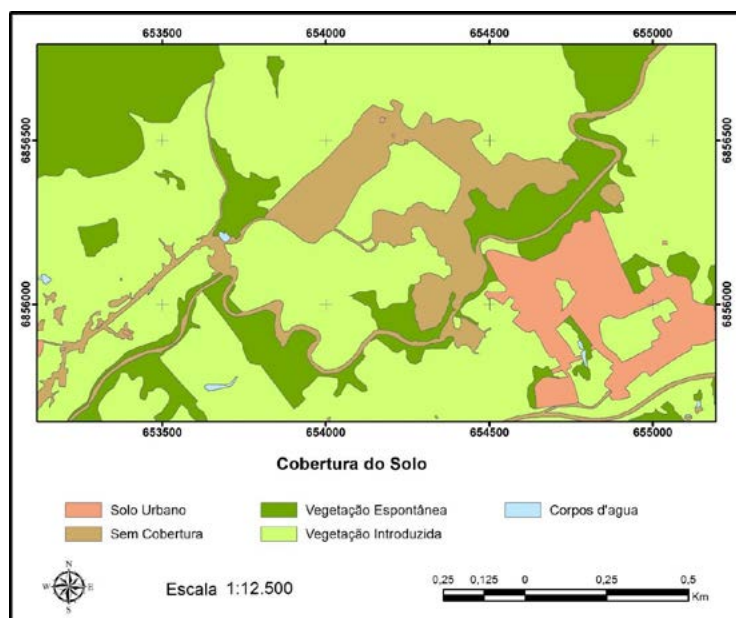 653500 654000 654500 655000
6856500 6856500
6856000 6856000
653500 654000 654500 655000
Cobertura do Solo
Solo Urbano Vegetação Espontânea Corpos d'agua
Sem Cobertura Vegetação Introduzida
N
W E
S
Escala 1:12.500
0,25 0,125 0 0,25 0,5
Km